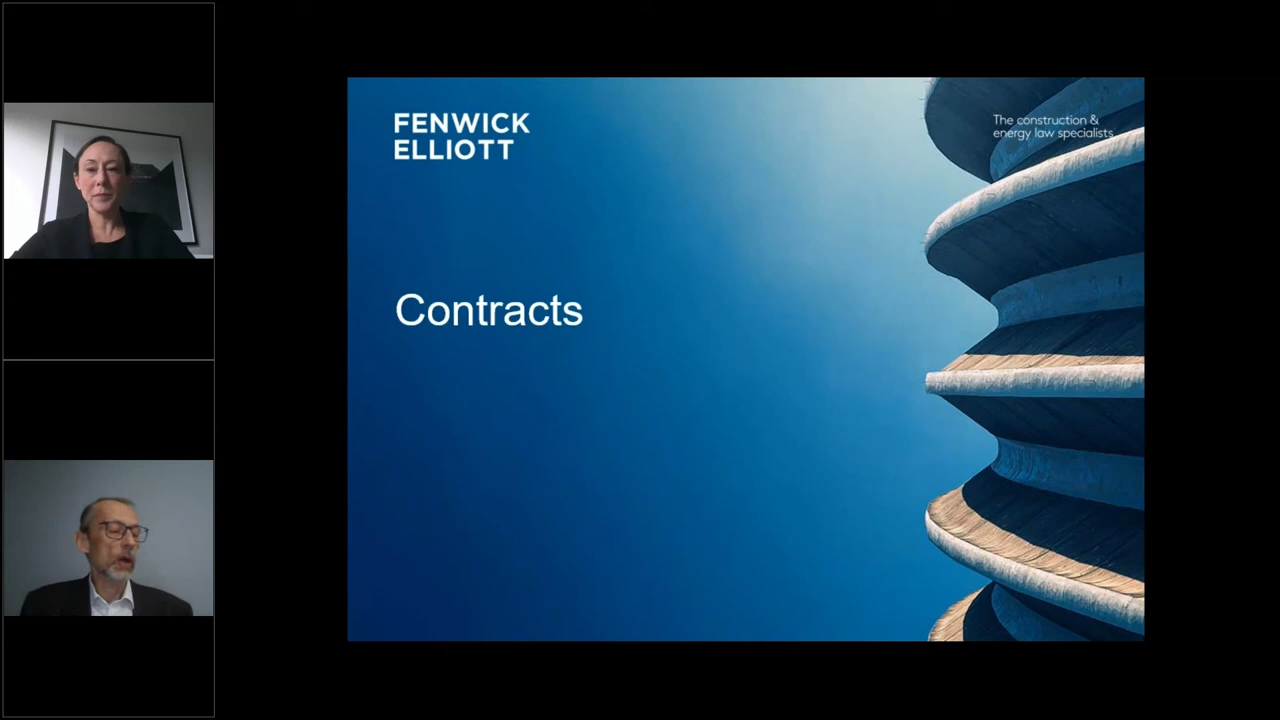 FENWICK
ELLIOTT
The construction &
energy law specialists
Contracts